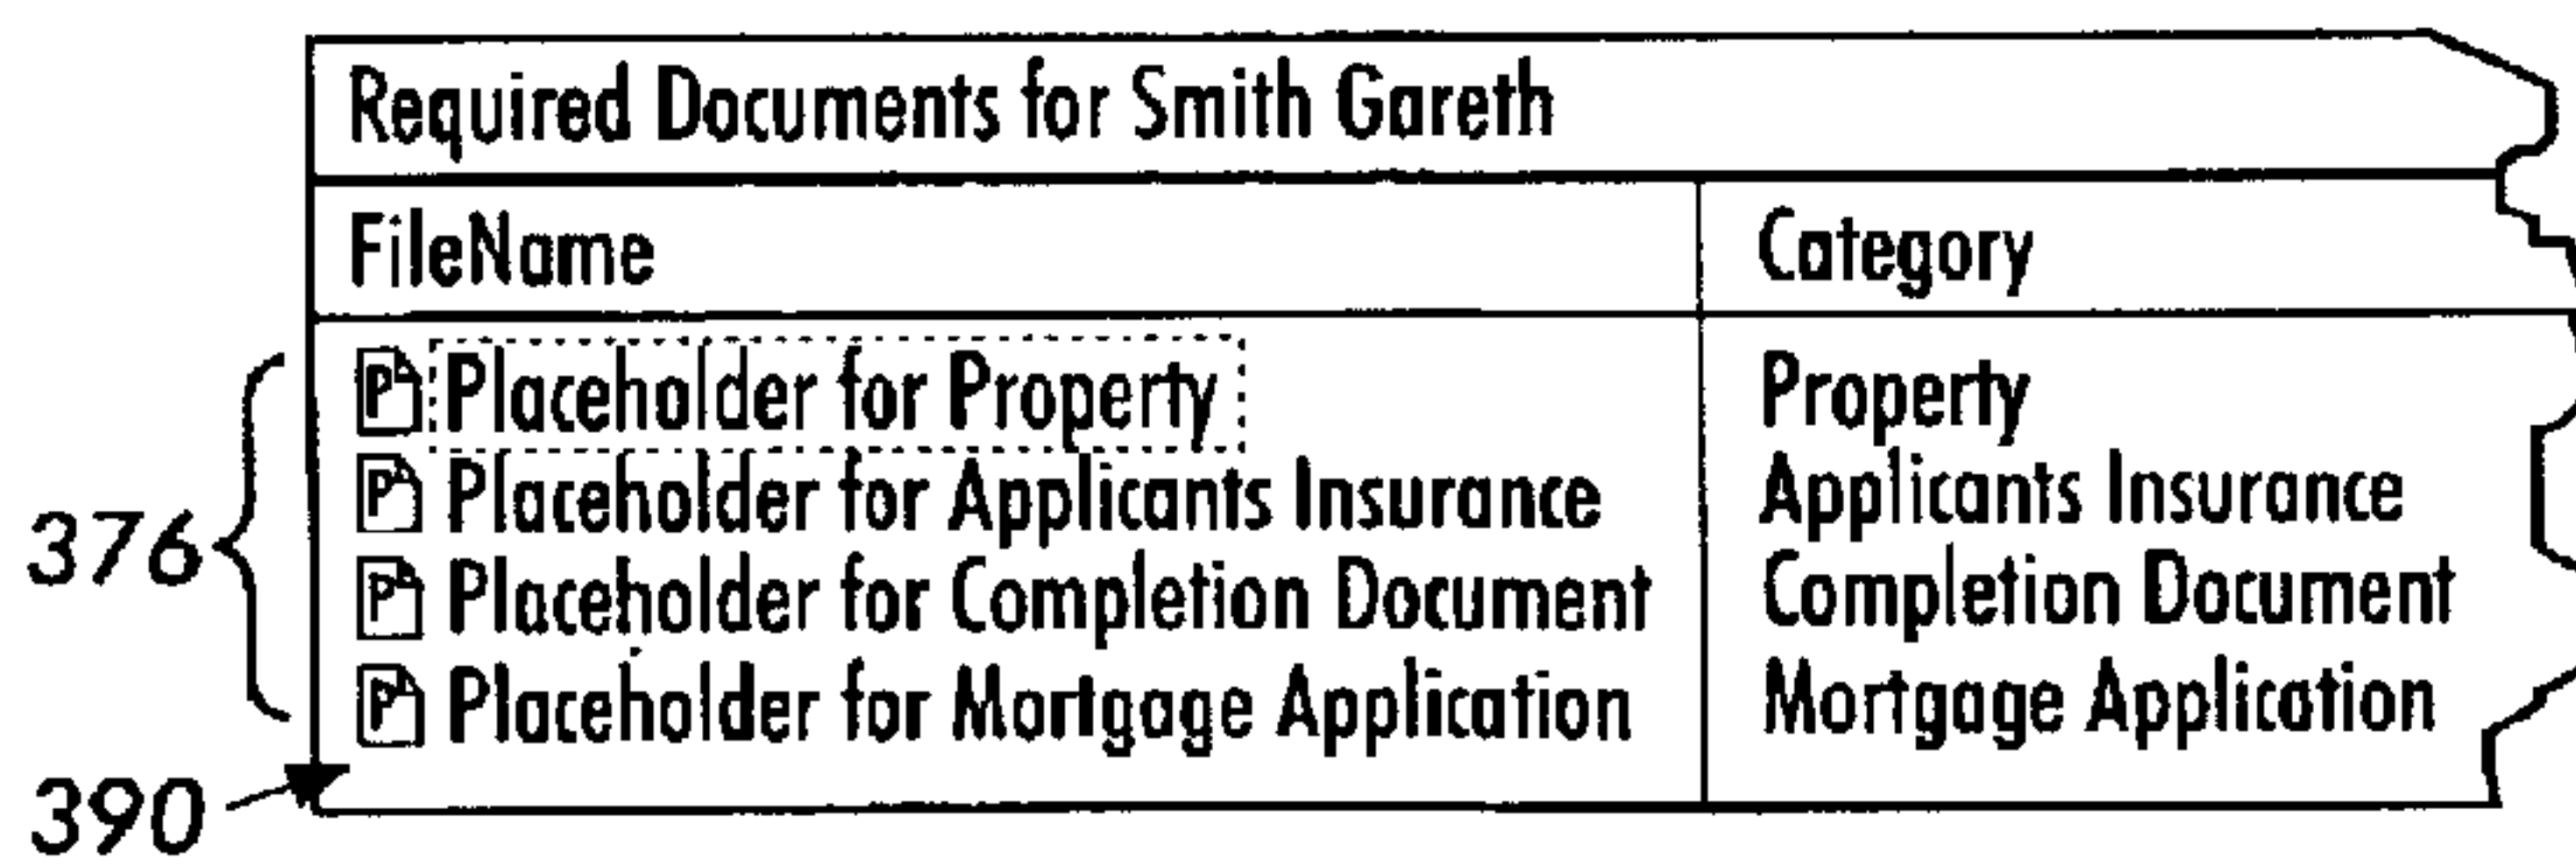 Required Documents for Smith Gareth
FileName Category
P Placeholder for Property Property
P Placeholder for Applicants Insurance Applicants Insurance
376
P Placeholder for Completion Document Completion Document
P Placeholder for Mortgage Application Mortgage Application
390